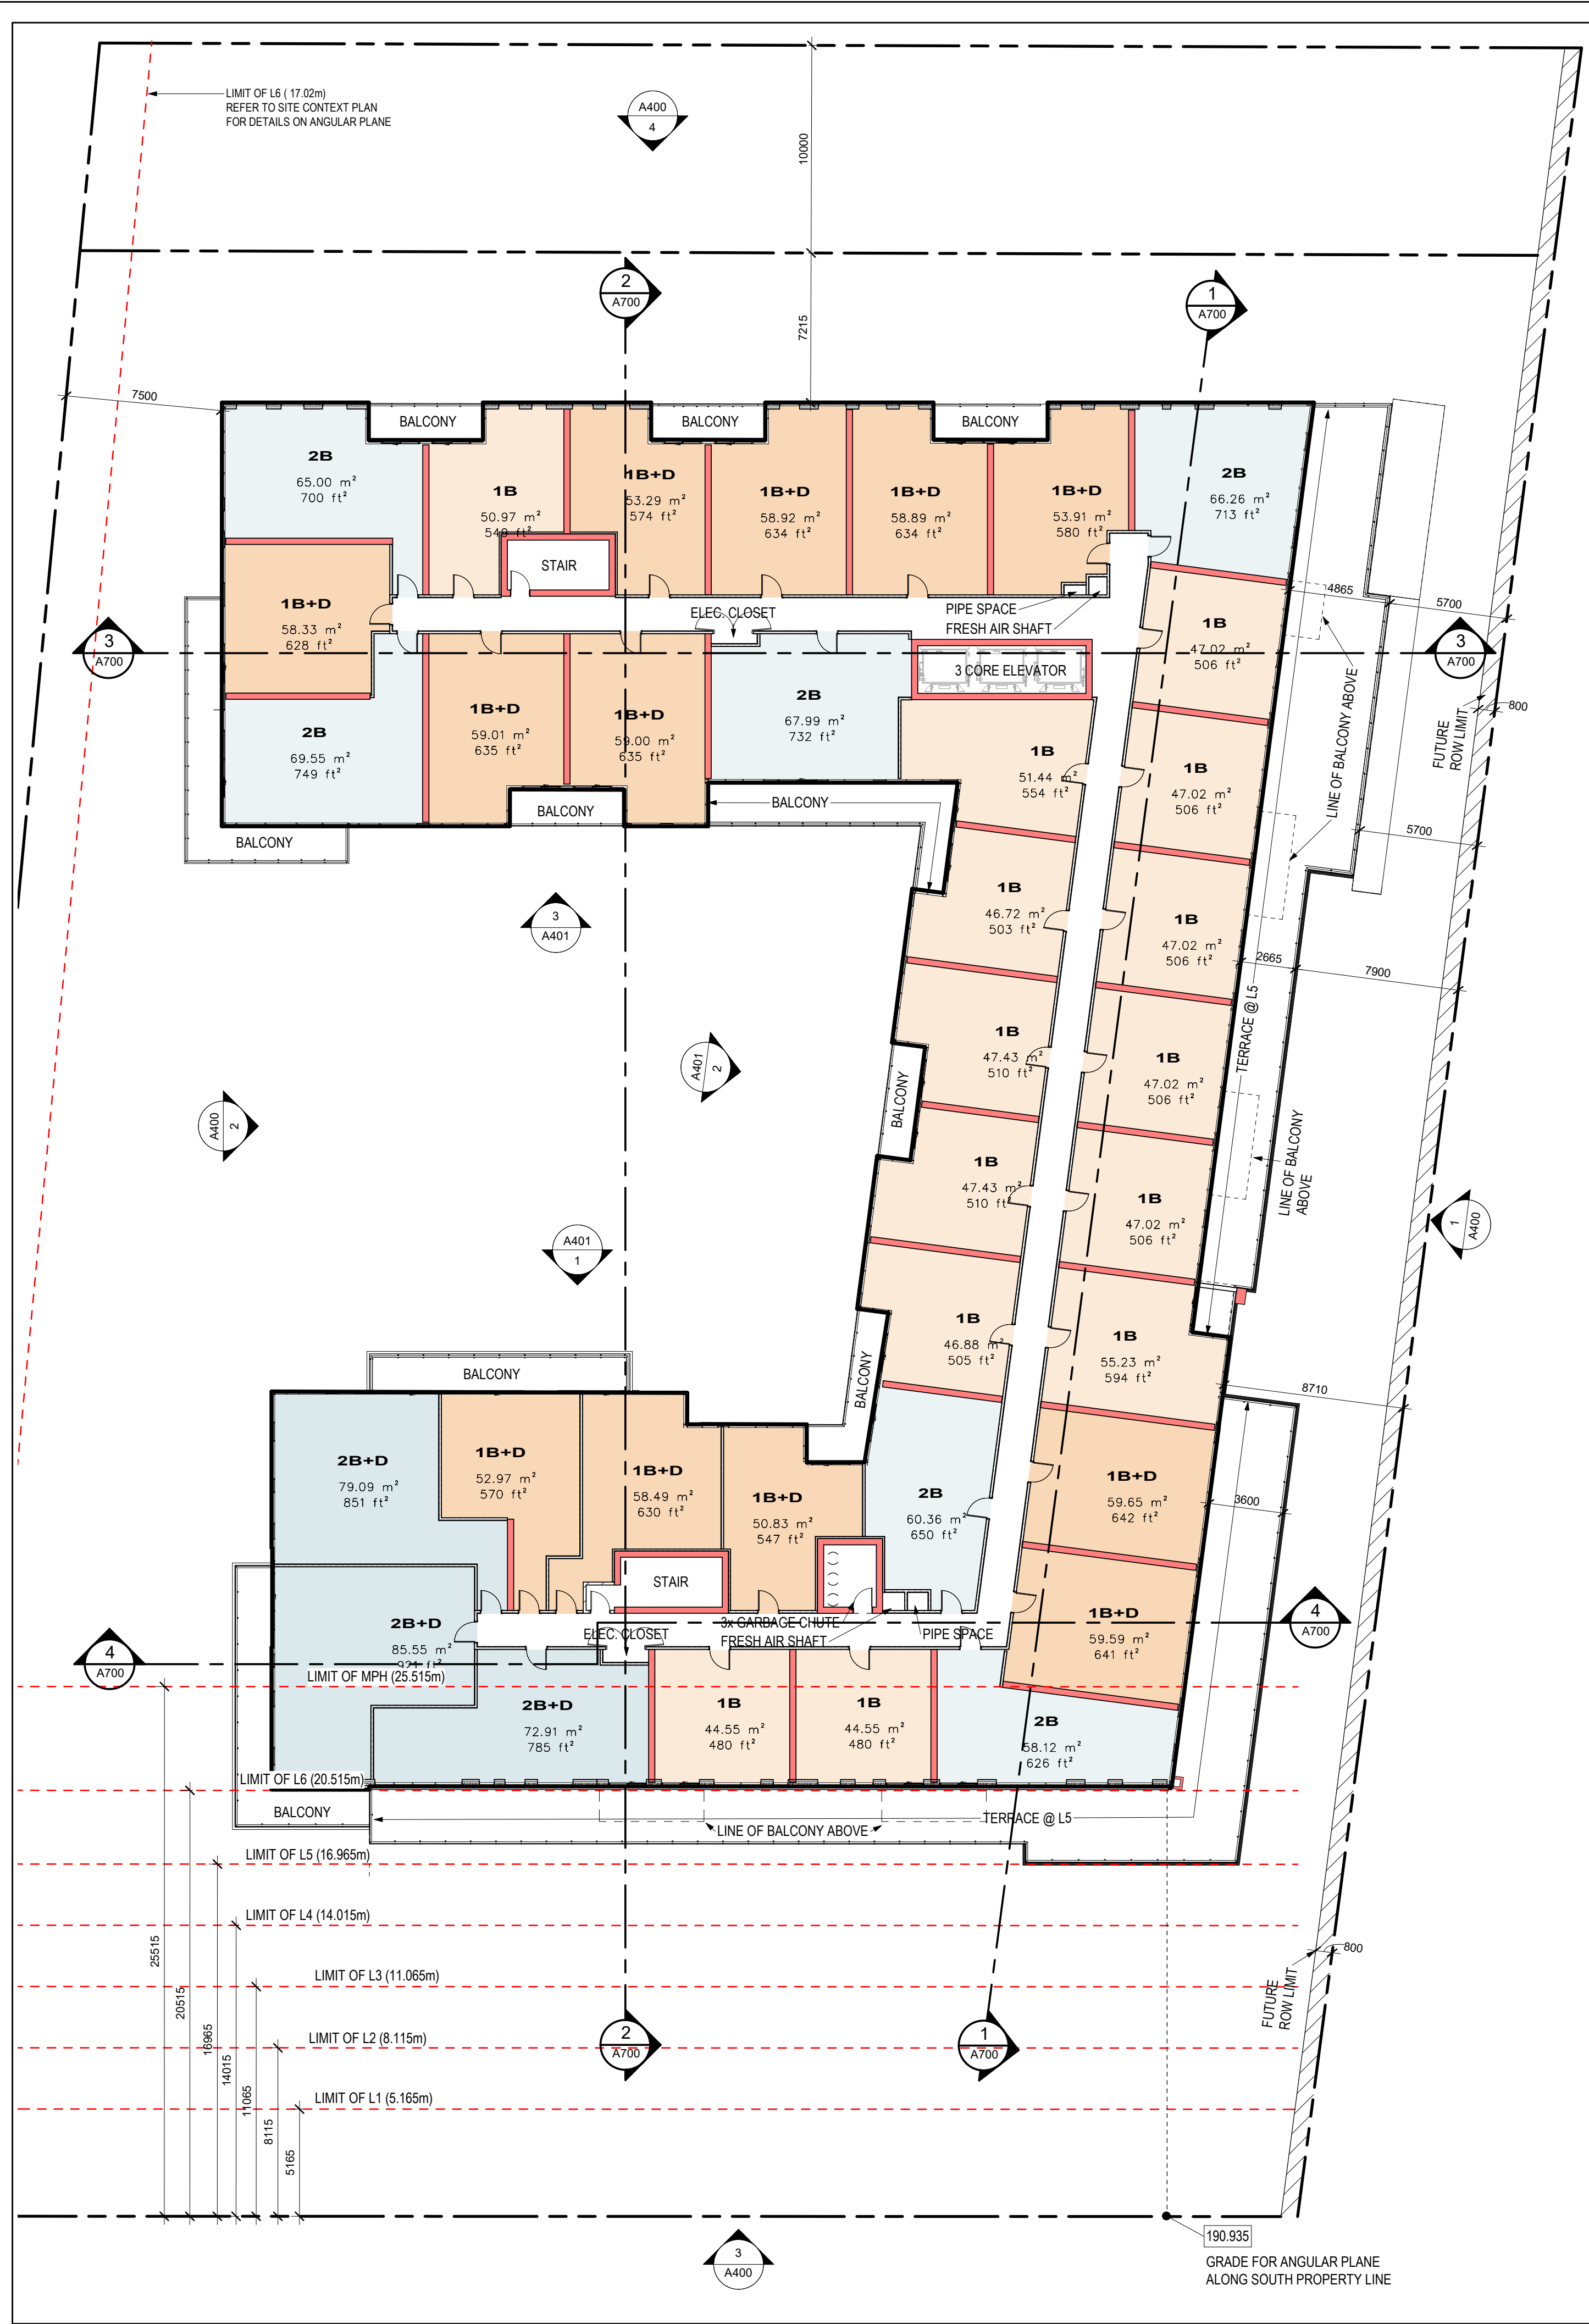 LIMIT OF L6 ( 17.02m)
REFER TO SITE CONTEXT PLAN
FOR DETAILS ON ANGULAR PLANE
A400
4
10000
7215
2
A700
1
A700
7500
BALCONY
BALCONY
BALCONY
2B
65.00 m²
700 ft²
1B
50.97 m²
549 ft²
1B+D
53.29 m²
574 ft²
1B+D
58.92 m²
634 ft²
1B+D
58.89 m²
634 ft²
1B+D
53.91 m²
580 ft²
2B
66.26 m²
713 ft²
STAIR
1B+D
58.33 m²
628 ft²
ELEC. CLOSET
PIPE SPACE
FRESH AIR SHAFT
4865
5700
3
A700
3
A700
3 CORE ELEVATOR
1B
47.02 m²
506 ft²
LINE OF BALCONY ABOVE
FUTURE
ROW LIMIT
800
2B
69.55 m²
749 ft²
1B+D
59.01 m²
635 ft²
1B+D
59.00 m²
635 ft²
2B
67.99 m²
732 ft²
1B
51.44 m²
554 ft²
1B
47.02 m²
506 ft²
BALCONY
BALCONY
BALCONY
5700
1B
46.72 m²
503 ft²
1B
47.02 m²
506 ft²
3
A401
2665
7900
TERRACE @ L5
1B
47.43 m²
510 ft²
1B
47.02 m²
506 ft²
A401
2
A400
2
BALCONY
1B
47.43 m²
510 ft²
1B
47.02 m²
506 ft²
LINE OF BALCONY
ABOVE
1
A400
A401
1
1B
46.88 m²
505 ft²
1B
55.23 m²
594 ft²
BALCONY
BALCONY
8710
2B+D
79.09 m²
851 ft²
1B+D
52.97 m²
570 ft²
1B+D
58.49 m²
630 ft²
1B+D
50.83 m²
547 ft²
2B
60.36 m²
650 ft²
1B+D
59.65 m²
642 ft²
3600
STAIR
2B+D
85.55 m²
921 ft²
ELEC. CLOSET
3x GARBAGE CHUTE
FRESH AIR SHAFT
PIPE SPACE
1B+D
59.59 m²
641 ft²
4
A700
4
A700
LIMIT OF MPH (25.515m)
2B+D
72.91 m²
785 ft²
1B
44.55 m²
480 ft²
1B
44.55 m²
480 ft²
2B
58.12 m²
626 ft²
LIMIT OF L6 (20.515m)
BALCONY
LINE OF BALCONY ABOVE
TERRACE @ L5
LIMIT OF L5 (16.965m)
LIMIT OF L4 (14.015m)
25515
20515
16965
14015
11065
8115
5165
LIMIT OF L3 (11.065m)
800
FUTURE
ROW LIMIT
LIMIT OF L2 (8.115m)
2
A700
1
A700
LIMIT OF L1 (5.165m)
190.935
GRADE FOR ANGULAR PLANE
ALONG SOUTH PROPERTY LINE
3
A400